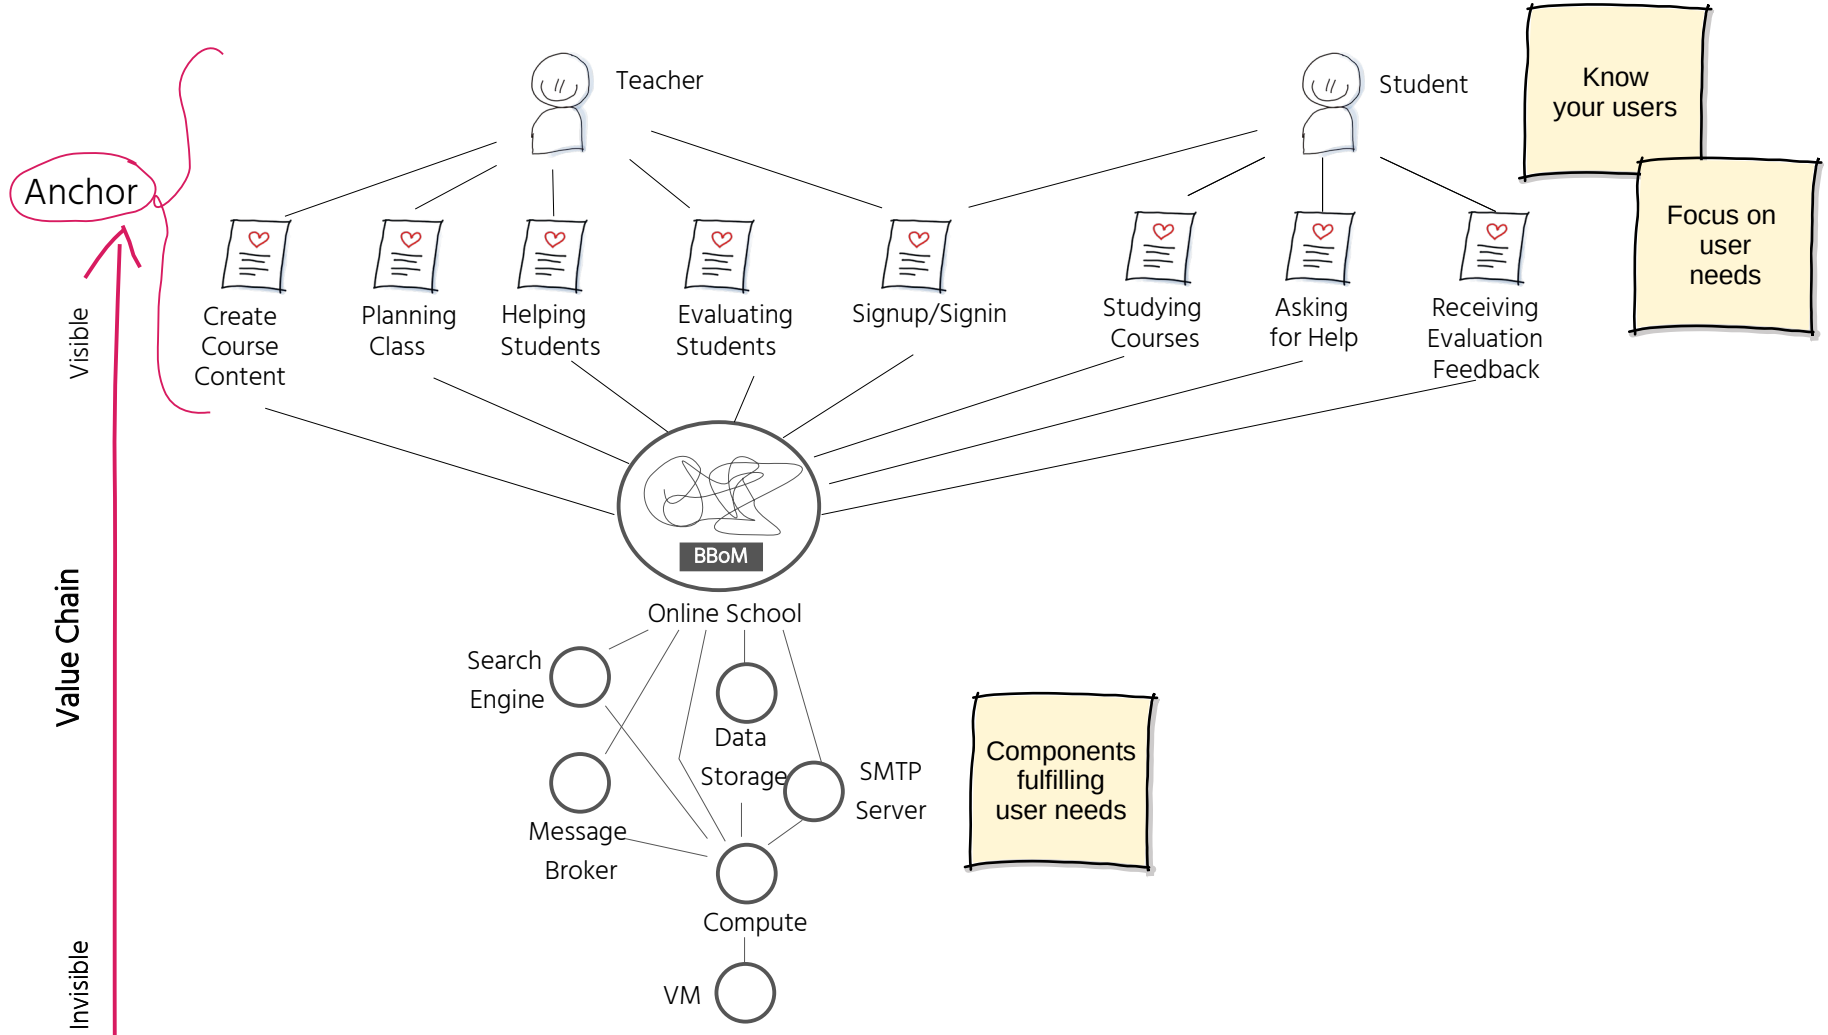 Teacher
Student
Know
your users
Anchor
Focus on
user
needs
Create
Course
Content
Planning
Class
Helping
Students
Evaluating
Students
Signup/Signin
Studying
Courses
Asking
for Help
Receiving
Evaluation
Feedback
Visible
BBoM
Online School
Value Chain
Search
Engine
Data
Storage
SMTP
Server
Components
fulfilling
user needs
Message
Broker
Compute
Invisible
VM